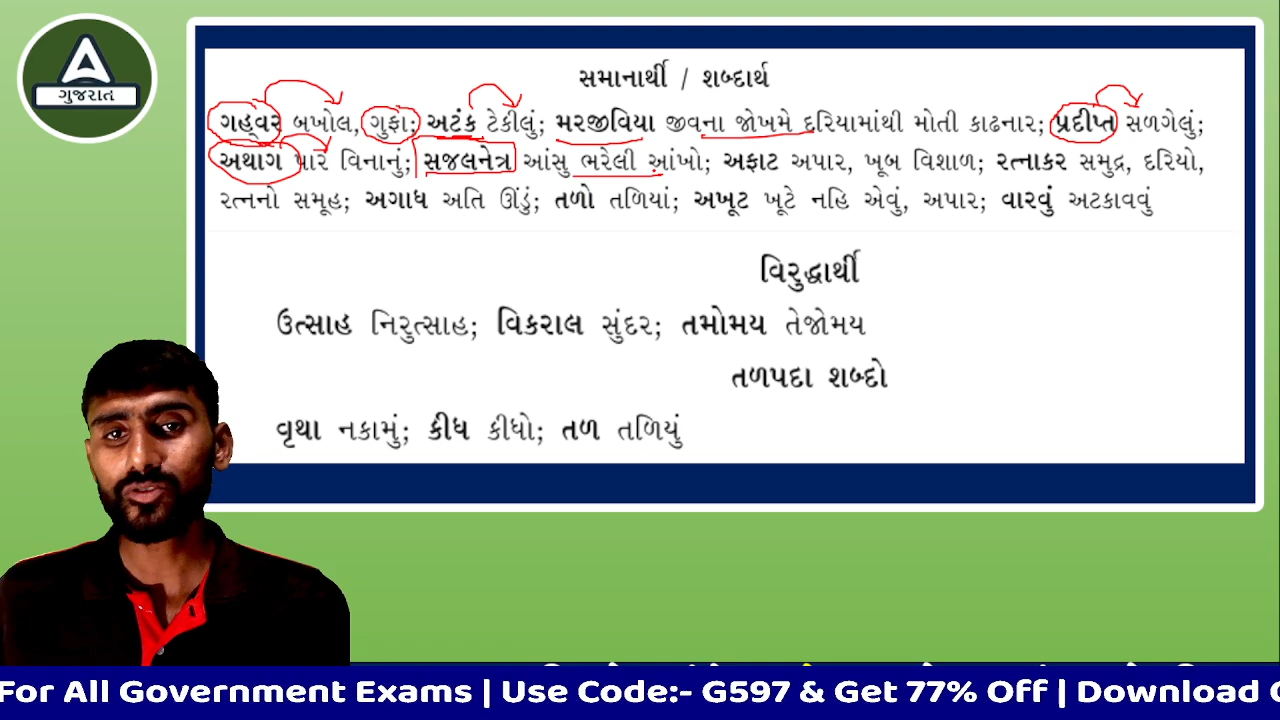 A
ગુજરાત
સમાનાર્થી / શબ્દાર્થ
ગહ્વર બખોલ, ગુફા; અટંક ટેકીલું; મરજીવિયા જીવના જોખમે દરિયામાંથી મોતી કાઢનાર; પ્રદીપ્ત સળગેલું;
અથાગ પાર વિનાનું; સજલનેત્ર આંસુ ભરેલી આંખો; અફાટ અપાર, ખૂબ વિશાળ; રત્નાકર સમુદ્ર, દરિયો,
રત્નનો સમૂહ; અગાધ અતિ ઊંડું; તળો તળિયાં; અખૂટ ખૂટે નહિ એવું, અપાર; વારવું અટકાવવું
વિરુદ્ધાર્થી
ઉત્સાહ નિરુત્સાહ; વિકરાલ સુંદર; તમોમય તેજોમય
તળપદા શબ્દો
વૃથા નકામું; કીધ કીધો; તળ તળિયું
For All Government Exams | Use Code:- G597 & Get 77% Off | Download